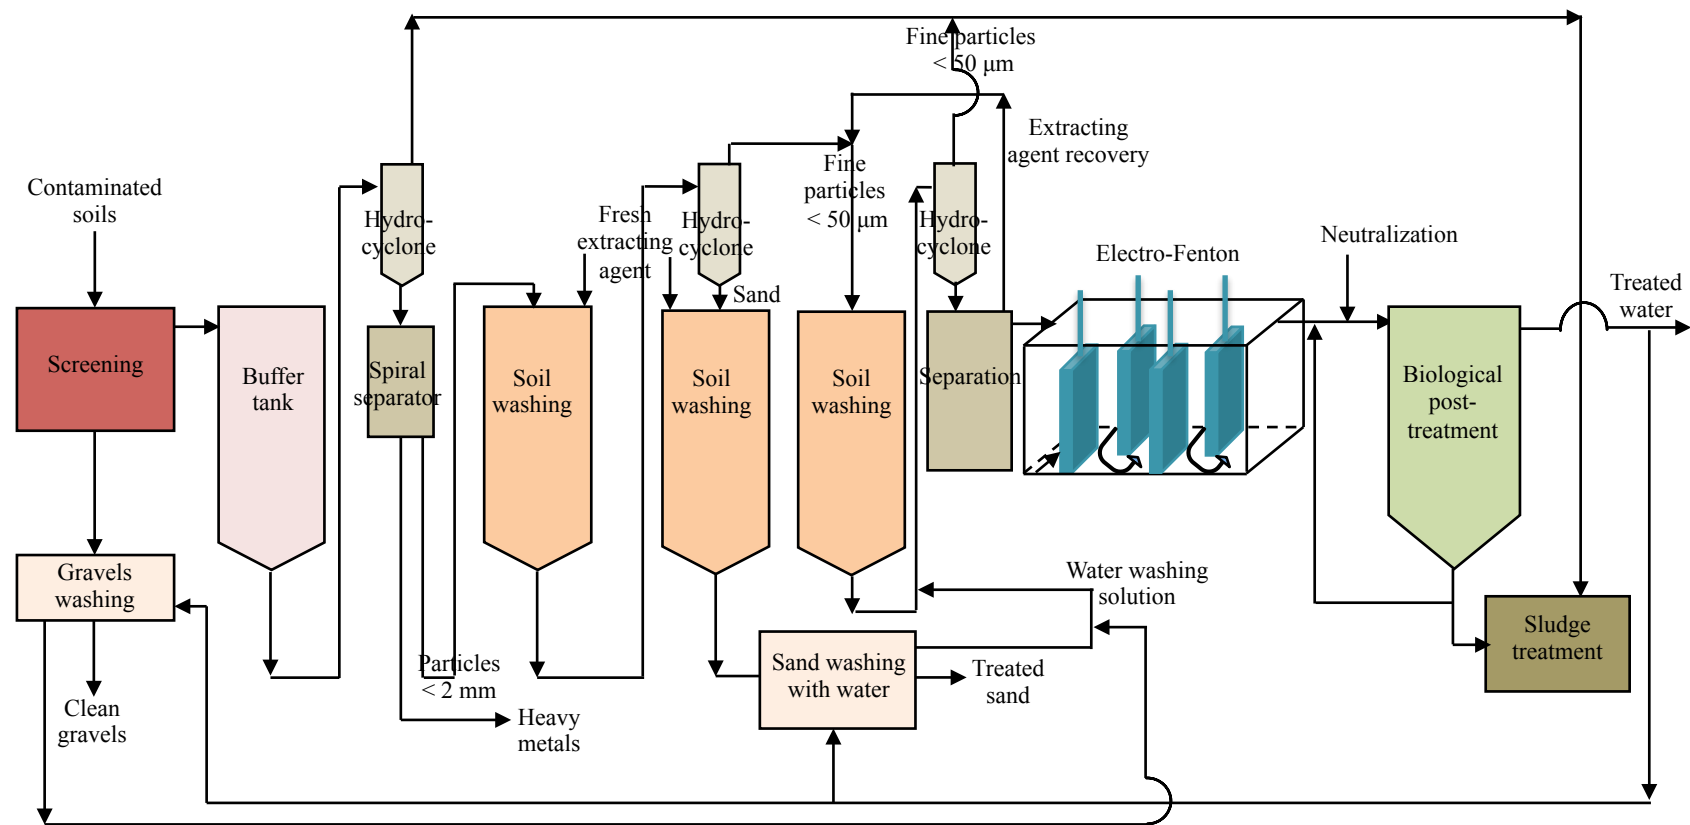 Fine particles
< 50 μm
Extracting
agent recovery
Contaminated
soils
Fine
particles
< 50 μm
Fresh
extracting
agent
Hydro-
cyclone
Hydro-
cyclone
Hydro-
cyclone
Neutralization
Electro-Fenton
Treated
water
Sand
Screening
Buffer
tank
Spiral
separator
Soil
washing
Soil
washing
Soil
washing
Separation
Biological
post-
treatment
Gravels
washing
Water washing
solution
Sludge
treatment
Particles
< 2 mm
Sand washing
with water
Treated
sand
Clean
gravels
Heavy
metals